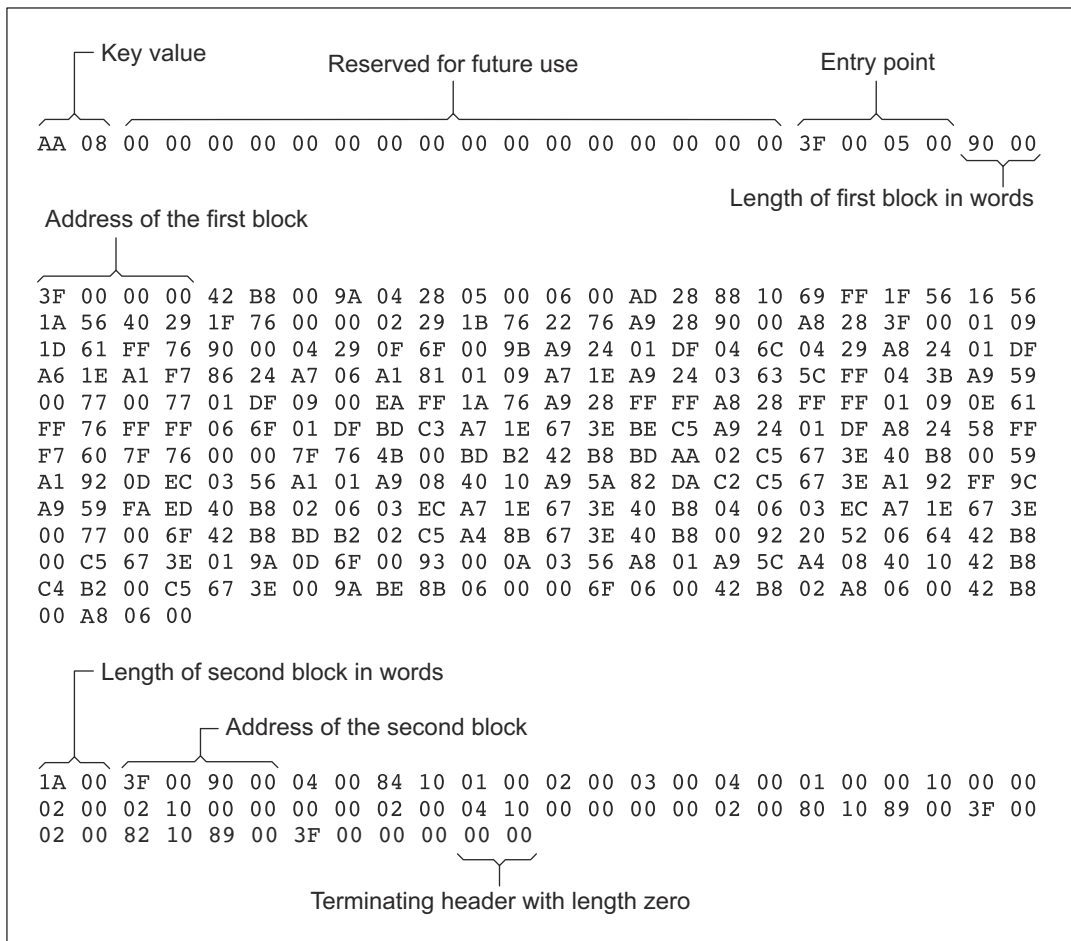 Key value
Reserved for future use
Entry point
AA 08 00 00 00 00 00 00 00 00 00 00 00 00 00 00 00 00 3F 00 05 00 90 00
Length of first block in words
Address of the first block
3F 00 00 00 42 B8 00 9A 04 28 05 00 06 00 AD 28 88 10 69 FF 1F 56 16 56
1A 56 40 29 1F 76 00 00 02 29 1B 76 22 76 A9 28 90 00 A8 28 3F 00 01 09
1D 61 FF 76 90 00 04 29 0F 6F 00 9B A9 24 01 DF 04 6C 04 29 A8 24 01 DF
A6 1E A1 F7 86 24 A7 06 A1 81 01 09 A7 1E A9 24 03 63 5C FF 04 3B A9 59
00 77 00 77 01 DF 09 00 EA FF 1A 76 A9 28 FF FF A8 28 FF FF 01 09 0E 61
FF 76 FF FF 06 6F 01 DF BD C3 A7 1E 67 3E BE C5 A9 24 01 DF A8 24 58 FF
F7 60 7F 76 00 00 7F 76 4B 00 BD B2 42 B8 BD AA 02 C5 67 3E 40 B8 00 59
A1 92 0D EC 03 56 A1 01 A9 08 40 10 A9 5A 82 DA C2 C5 67 3E A1 92 FF 9C
A9 59 FA ED 40 B8 02 06 03 EC A7 1E 67 3E 40 B8 04 06 03 EC A7 1E 67 3E
00 77 00 6F 42 B8 BD B2 02 C5 A4 8B 67 3E 40 B8 00 92 20 52 06 64 42 B8
00 C5 67 3E 01 9A 0D 6F 00 93 00 0A 03 56 A8 01 A9 5C A4 08 40 10 42 B8
C4 B2 00 C5 67 3E 00 9A BE 8B 06 00 00 6F 06 00 42 B8 02 A8 06 00 42 B8
00 A8 06 00
Length of second block in words
Address of the second block
1A 00 3F 00 90 00 04 00 84 10 01 00 02 00 03 00 04 00 01 00 00 10 00 00
02 00 02 10 00 00 00 00 02 00 04 10 00 00 00 00 02 00 80 10 89 00 3F 00
02 00 82 10 89 00 3F 00 00 00 00 00
Terminating header with length zero